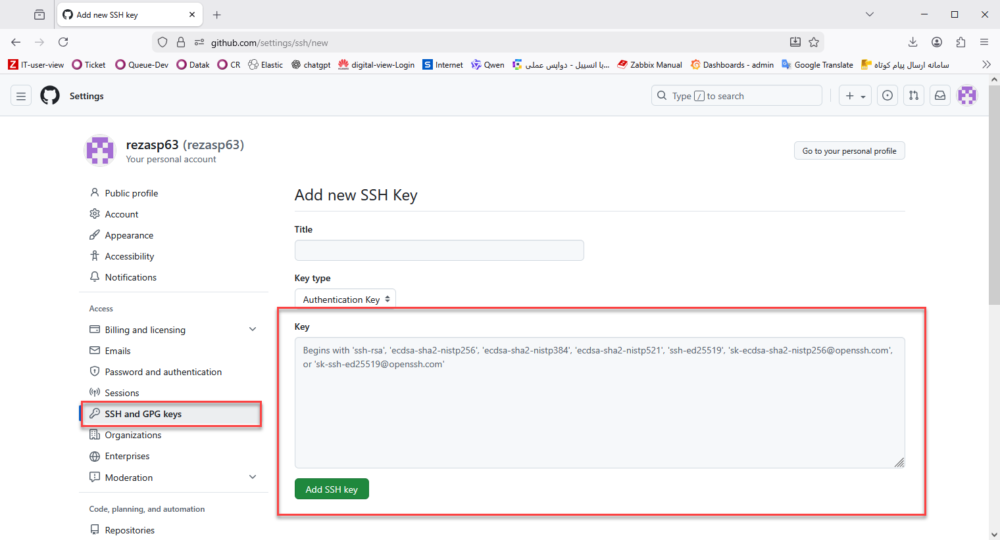 Add new SSH key
github.com/settings/ssh/new
IT-user-view Ticket Queue-Dev Datak CR Elastic chatgpt digital-view-Login Internet Qwen با انسیبل - دواپس عملی... Zabbix Manual Dashboards - admin Google Translate سامانه ارسال پیام کوتاه
Settings
Type / to search
rezasp63 (rezasp63)
Your personal account
Go to your personal profile
Public profile
Account
Appearance
Accessibility
Notifications
Access
Billing and licensing
Emails
Password and authentication
Sessions
SSH and GPG keys
Organizations
Enterprises
Moderation
Code, planning, and automation
Repositories
Add new SSH Key
Title
Key type
Authentication Key
Key
Begins with 'ssh-rsa', 'ecdsa-sha2-nistp256', 'ecdsa-sha2-nistp384', 'ecdsa-sha2-nistp521', 'ssh-ed25519', 'sk-ecdsa-sha2-nistp256@openssh.com',
or 'sk-ssh-ed25519@openssh.com'
Add SSH key